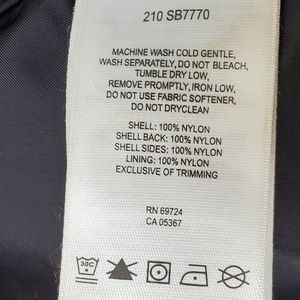 210 SB7770
MACHINE WASH COLD GENTLE,
WASH SEPARATELY, DO NOT BLEACH,
TUMBLE DRY LOW,
REMOVE PROMPTLY, IRON LOW,
DO NOT USE FABRIC SOFTENER,
DO NOT DRYCLEAN
SHELL: 100% NYLON
SHELL BACK: 100% NYLON
SHELL SIDES: 100% NYLON
LINING: 100% NYLON
EXCLUSIVE OF TRIMMING
RN 69724
CA 05367
30C